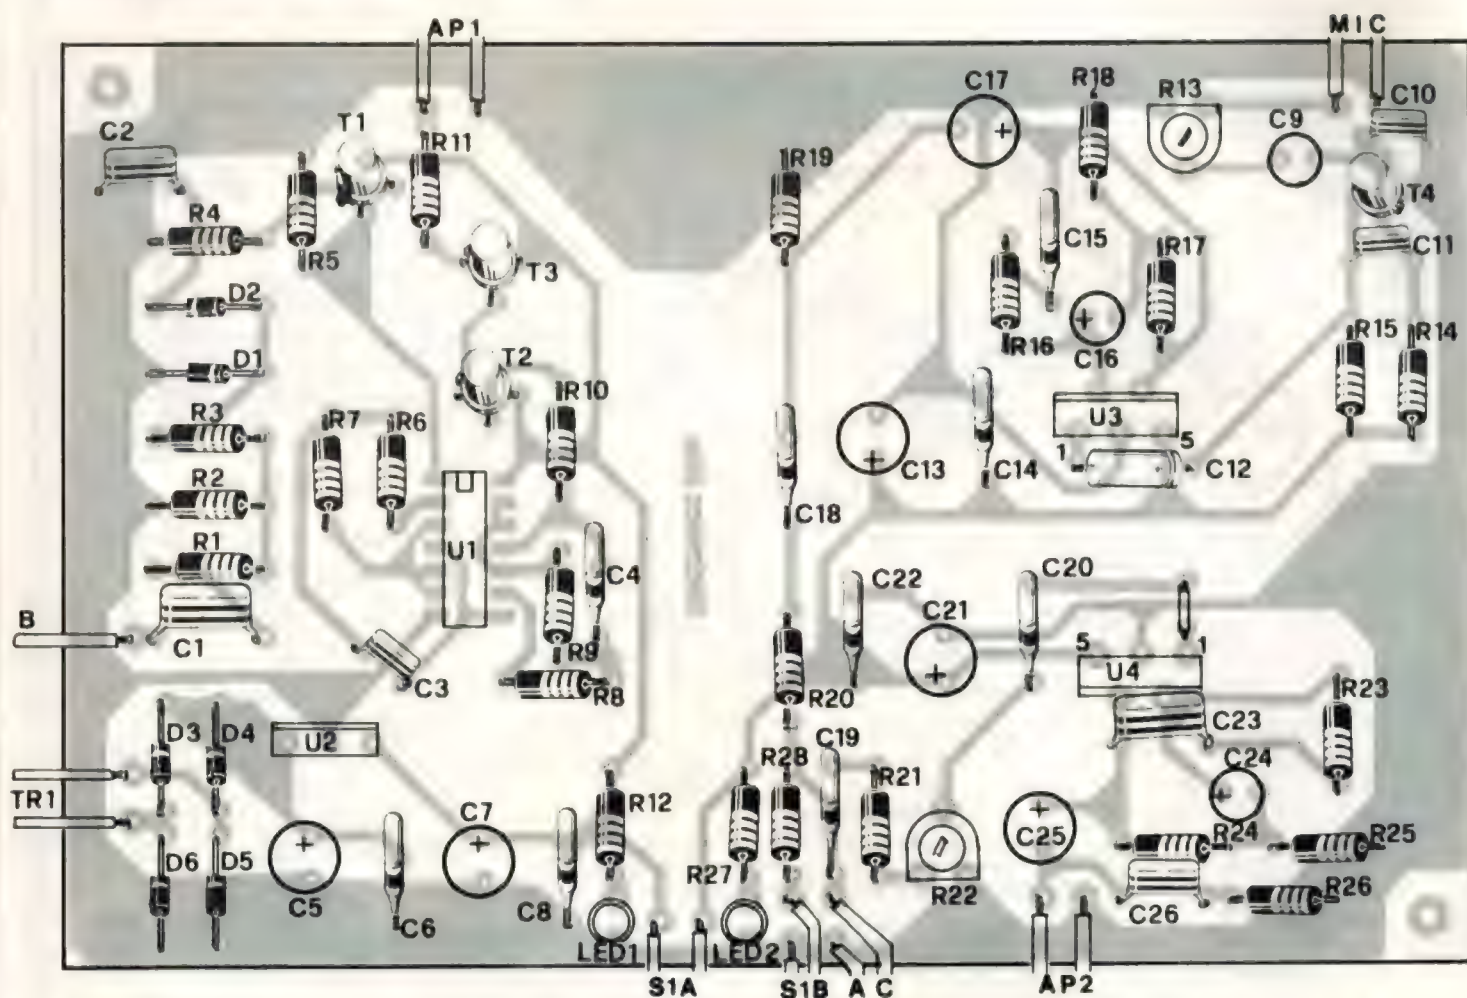 AP1 MIC
C17 R18 R13 C10
C2 T1 R11 C9
R19 T4
R4 C15 R17 C11
R5 T3
D2
R16 C16 R15 R14
D1 T2
R10
R3 R7 R6 U3
1 5
C13 C14 C12
R2
C18
R1 U1
C4 C22 C20
B C21
C1 R9 5 1
C3 R8 R20 U4 R23
D3 D4 U2 C23
C19 C24
TR1 R28 R21
C7 R12
C25 R24 R25
D6 D5 R27 R22 R26
C5 C6 C8 C26
LED1 LED2
S1A S1B A C AP2